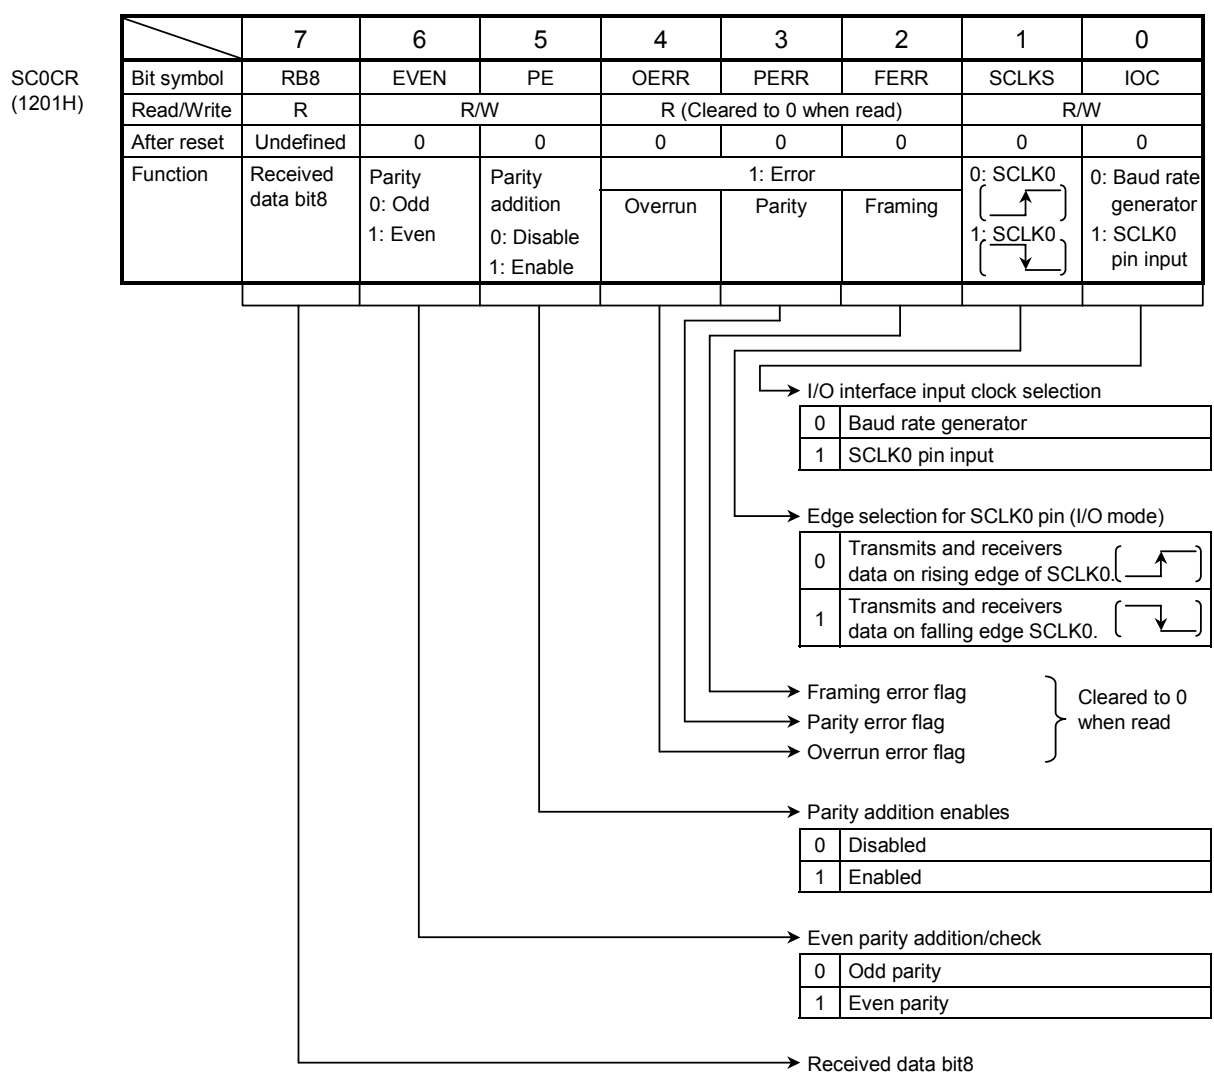 7 6 5 4 3 2 1 0
SC0CR
(1201H)
Bit symbol RB8 EVEN PE OERR PERR FERR SCLKS IOC
Read/Write R R/W R (Cleared to 0 when read) R/W
After reset Undefined 0 0 0 0 0 0 0
Function
Received
data bit8
Parity
0: Odd
1: Even
Parity
addition
0: Disable
1: Enable
1: Error
Overrun Parity Framing
0: SCLK0
1: SCLK0
0: Baud rate
generator
1: SCLK0
pin input
I/O interface input clock selection
0 Baud rate generator
1 SCLK0 pin input
Edge selection for SCLK0 pin (I/O mode)
0 Transmits and receivers
data on rising edge of SCLK0.
1 Transmits and receivers
data on falling edge SCLK0.
Framing error flag
Parity error flag
Overrun error flag
Cleared to 0
when read
Parity addition enables
0 Disabled
1 Enabled
Even parity addition/check
0 Odd parity
1 Even parity
Received data bit8